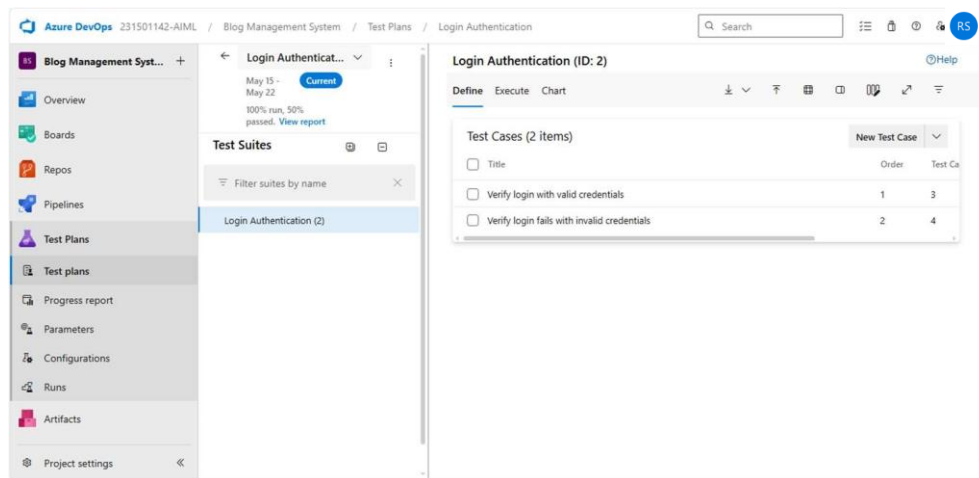 Azure DevOps 231501142-AIML / Blog Management System / Test Plans / Login Authentication
Search
RS
BS Blog Management Syst... +
Overview
Boards
Repos
Pipelines
Test Plans
Test plans
Progress report
Parameters
Configurations
Runs
Artifacts
Project settings
Login Authenticat...
May 15 -
May 22
Current
100% run, 50%
passed. View report
Test Suites
Filter suites by name
Login Authentication (2)
Login Authentication (ID: 2)
Help
Define Execute Chart
Test Cases (2 items)
New Test Case
Title Order Test Ca
Verify login with valid credentials 1 3
Verify login fails with invalid credentials 2 4